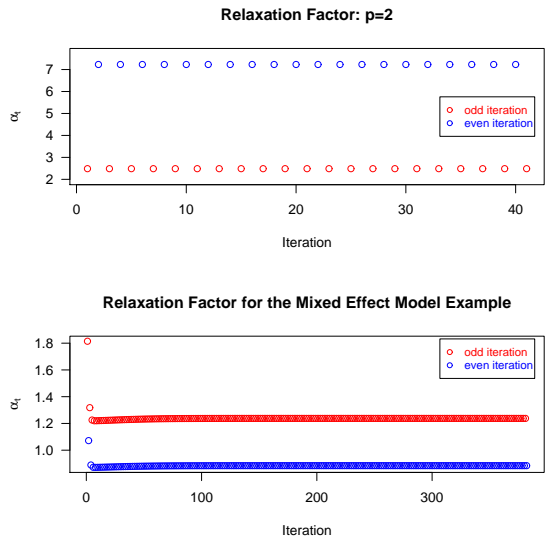 Relaxation Factor: p=2
7
6
5
4
3
2
αt
odd iteration
even iteration
0 10 20 30 40
Iteration
Relaxation Factor for the Mixed Effect Model Example
1.8
1.6
1.4
1.2
1.0
αt
odd iteration
even iteration
0 100 200 300
Iteration